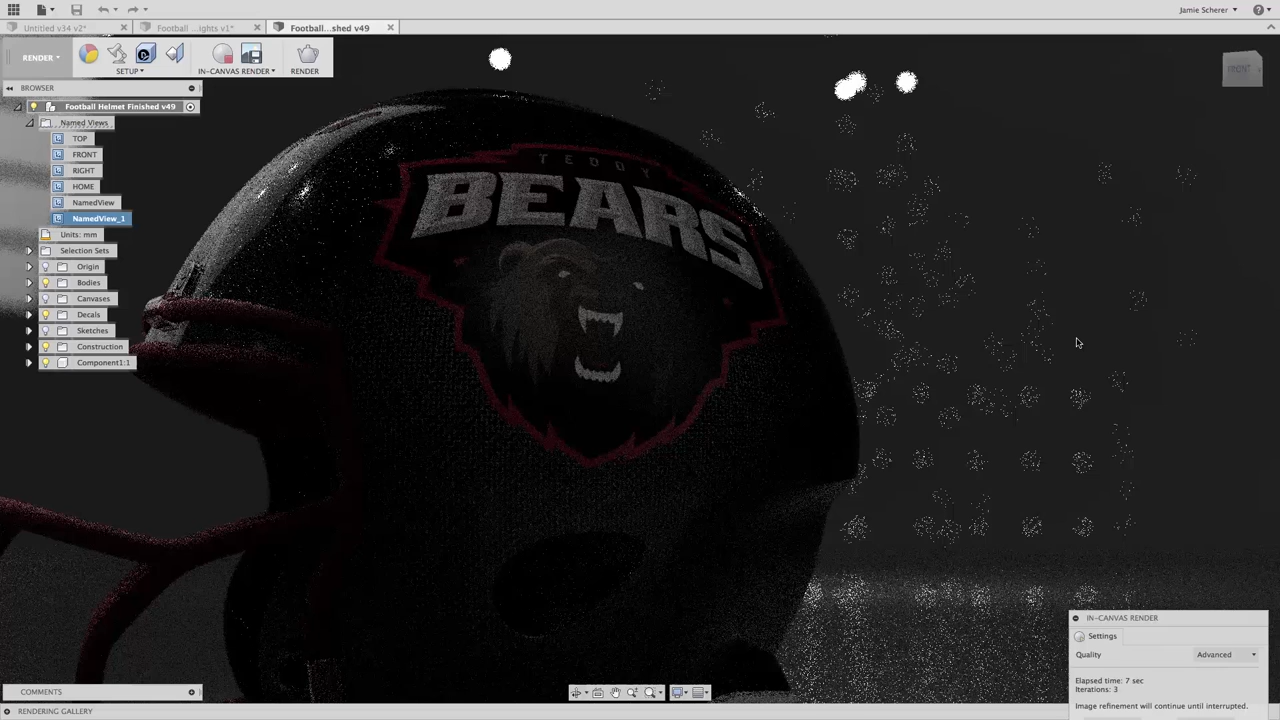 Jamie Scherer
Untitled v34 v2*
Football ...ights v1*
Football...shed v49
RENDER
SETUP
IN-CANVAS RENDER
RENDER
FRONT
BROWSER
Football Helmet Finished v49
Named Views
TOP
FRONT
RIGHT
HOME
NamedView
NamedView_1
Units: mm
Selection Sets
Origin
Bodies
Canvases
Decals
Sketches
Construction
Component1:1
TEDDY
BEARS
IN-CANVAS RENDER
Settings
Quality Advanced
Elapsed time: 7 sec
Iterations: 3
Image refinement will continue until interrupted.
COMMENTS
RENDERING GALLERY